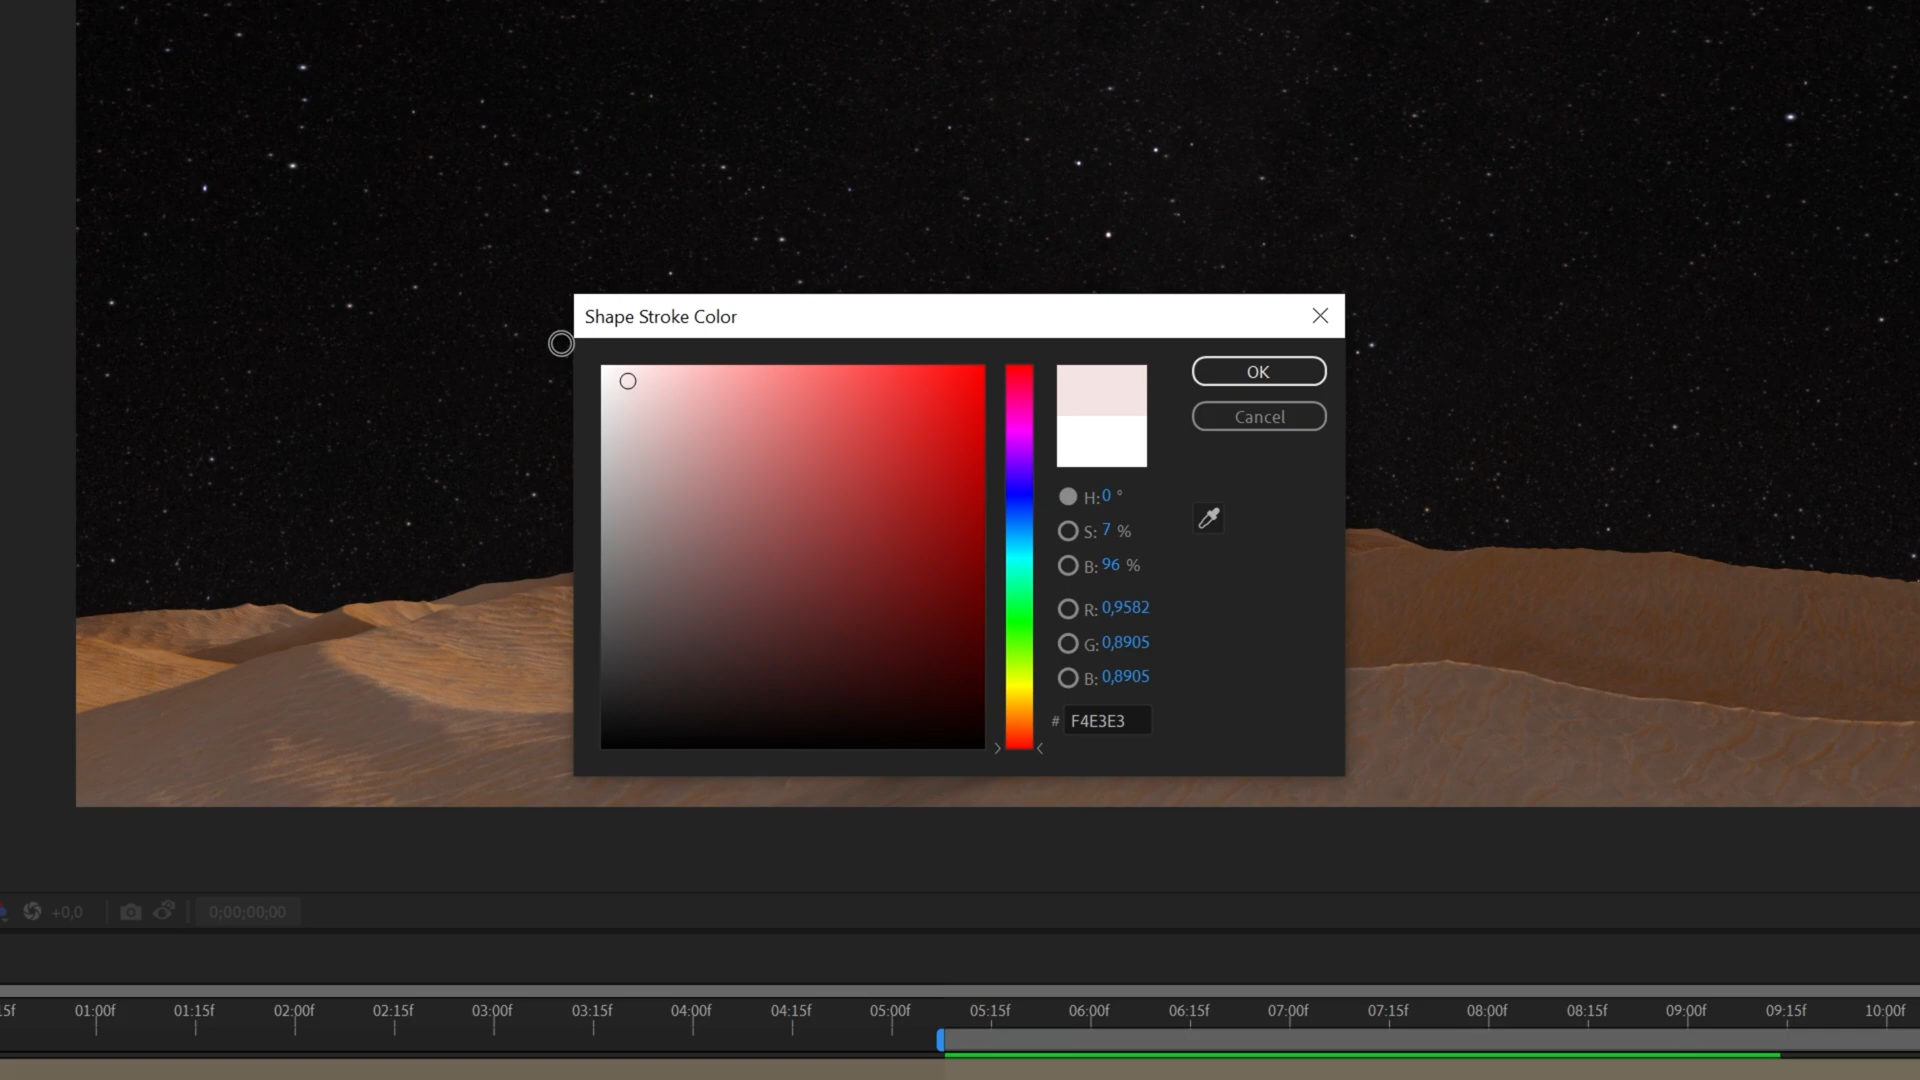 Shape Stroke Color
OK
Cancel
H: 0 °
S: 7 %
B: 96 %
R: 0,9582
G: 0,8905
B: 0,8905
# F4E3E3
+0,0
0;00;00;00
15f 01:00f 01:15f 02:00f 02:15f 03:00f 03:15f 04:00f 04:15f 05:00f 05:15f 06:00f 06:15f 07:00f 07:15f 08:00f 08:15f 09:00f 09:15f 10:00f